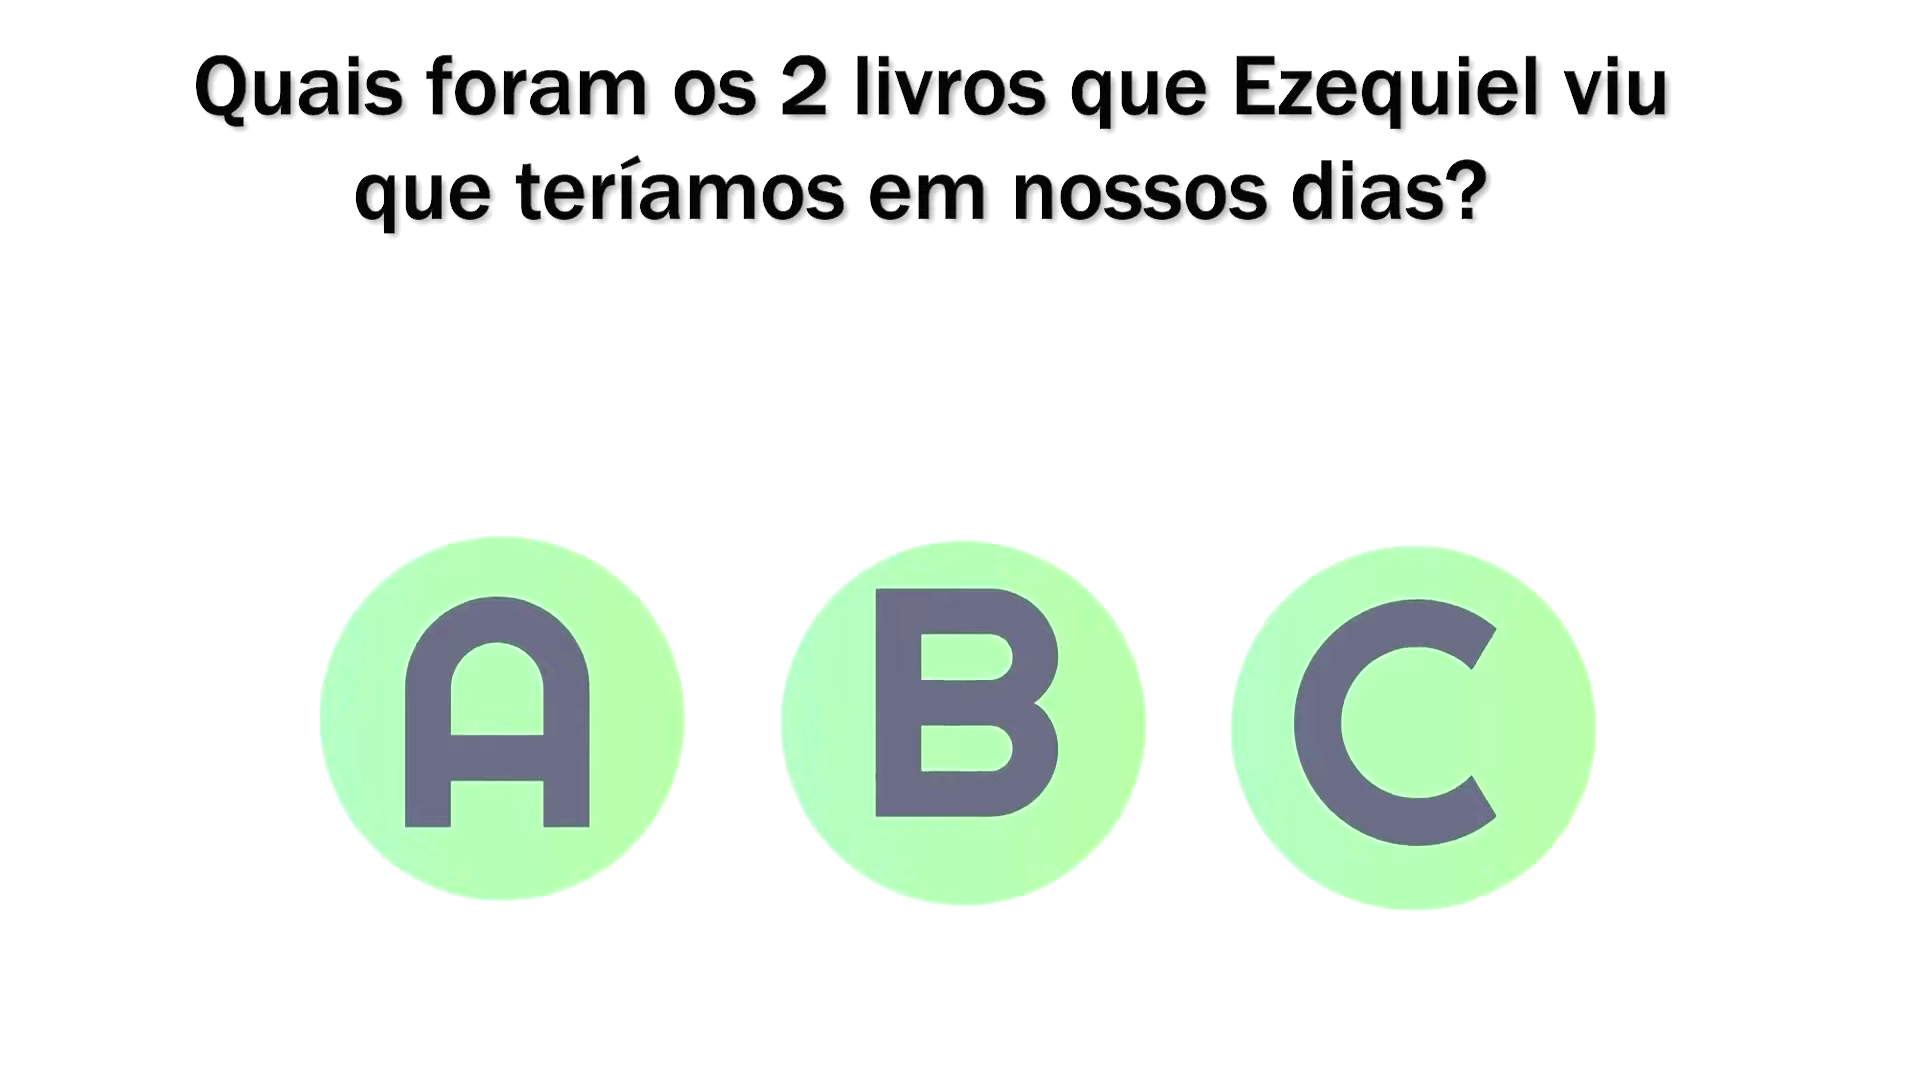 Quais foram os 2 livros que Ezequiel viu
que teríamos em nossos dias?
A B C